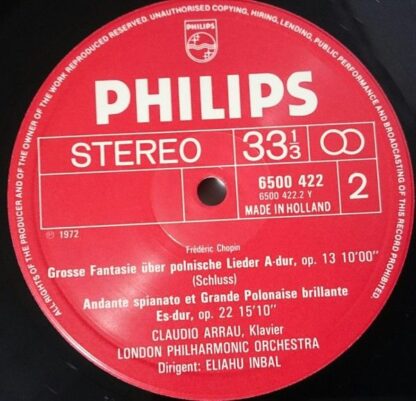 ALL RIGHTS OF THE PRODUCER AND OF THE OWNER OF THE WORK REPRODUCED RESERVED. UNAUTHORISED COPYING, HIRING, LENDING, PUBLIC PERFORMANCE AND BROADCASTING OF THIS RECORD PROHIBITED.
PHILIPS
PHILIPS
STEREO
33 1/3
6500 422
6500 422.2 Y
MADE IN HOLLAND
2
℗ 1972
Frédéric Chopin
Grosse Fantasie über polnische Lieder A-dur, op. 13 10'00"
(Schluss)
Andante spianato et Grande Polonaise brillante
Es-dur, op. 22 15'10"
CLAUDIO ARRAU, Klavier
LONDON PHILHARMONIC ORCHESTRA
Dirigent: ELIAHU INBAL